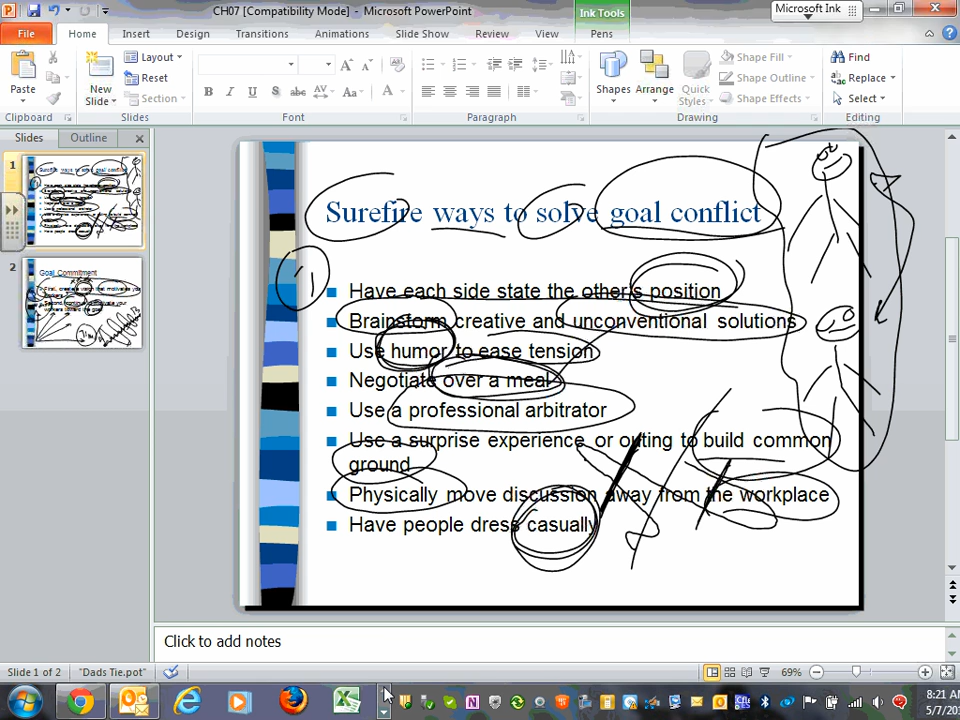 CH07 [Compatibility Mode] - Microsoft PowerPoint
Ink Tools
Microsoft Ink
File
Home
Insert
Design
Transitions
Animations
Slide Show
Review
View
Pens
Paste
New
Slide
Layout
Reset
Section
Shapes
Arrange
Quick
Styles
Shape Fill
Shape Outline
Shape Effects
Find
Replace
Select
Clipboard
Slides
Font
Paragraph
Drawing
Editing
Slides
Outline
1
2
Goal Commitment
Surefire ways to solve goal conflict
Have each side state the other's position
Brainstorm creative and unconventional solutions
Use humor to ease tension
Negotiate over a meal
Use a professional arbitrator
Use a surprise experience or outing to build common
ground
Physically move discussion away from the workplace
Have people dress casually
Click to add notes
Slide 1 of 2
"Dads Tie.pot"
69%
8:21 AM